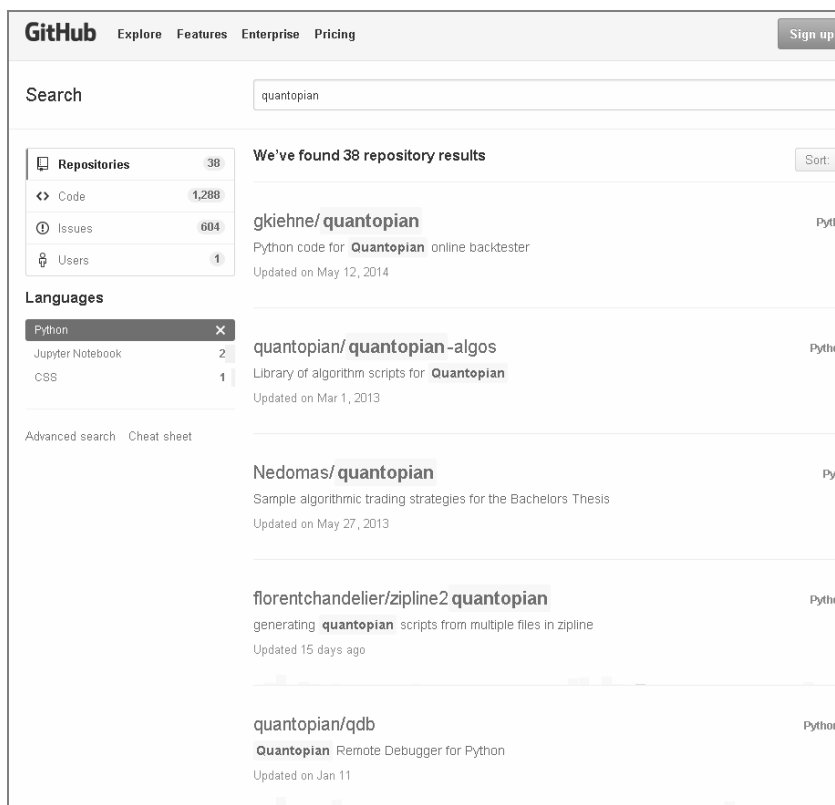 GitHub Explore Features Enterprise Pricing Sign up
Search quantopian
Repositories 38
Code 1,288
Issues 604
Users 1
Languages
Python
Jupyter Notebook 2
CSS 1
Advanced search Cheat sheet
We've found 38 repository results Sort:
gkiehne/quantopian Pyth
Python code for Quantopian online backtester
Updated on May 12, 2014
quantopian/quantopian-algos Pytho
Library of algorithm scripts for Quantopian
Updated on Mar 1, 2013
Nedomas/quantopian Py
Sample algorithmic trading strategies for the Bachelors Thesis
Updated on May 27, 2013
florentchandelier/zipline2quantopian Pytho
generating quantopian scripts from multiple files in zipline
Updated 15 days ago
quantopian/qdb Python
Quantopian Remote Debugger for Python
Updated on Jan 11